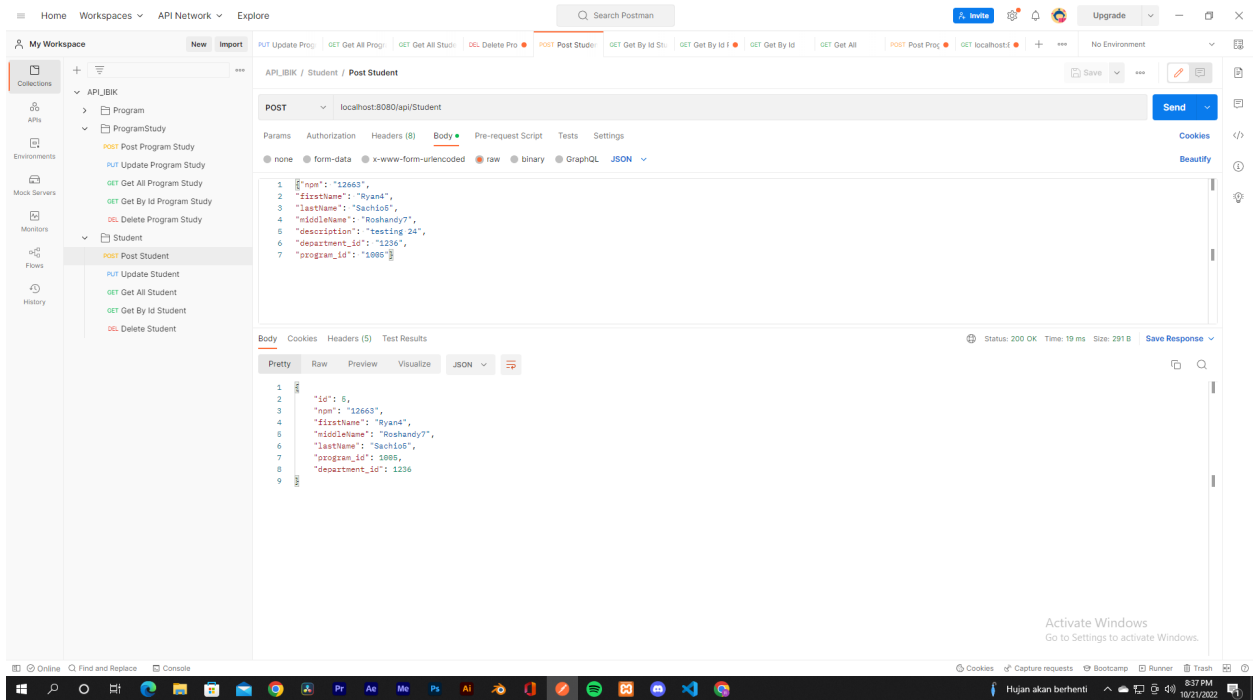 Home Workspaces API Network Explore Search Postman Invite Upgrade
My Workspace New Import PUT Update Prog GET Get All Progr GET Get All Stude DEL Delete Pro POST Post Studen GET Get By Id Stu GET Get By Id F GET Get By Id GET Get All POST Post Prog GET localhost:8 No Environment
Collections
APIs
Environments
Mock Servers
Monitors
Flows
History
API_IBIK
Program
ProgramStudy
POST Post Program Study
PUT Update Program Study
GET Get All Program Study
GET Get By Id Program Study
DEL Delete Program Study
Student
POST Post Student
PUT Update Student
GET Get All Student
GET Get By Id Student
DEL Delete Student
API_IBIK / Student / Post Student Save
POST localhost:8080/api/Student Send
Params Authorization Headers (8) Body Pre-request Script Tests Settings Cookies
none form-data x-www-form-urlencoded raw binary GraphQL JSON Beautify
1 {"npm": "12663",
2 "firstName": "Ryan4",
3 "lastName": "Sachio5",
4 "middleName": "Roshandy7",
5 "description": "testing 24",
6 "department_id": "1236",
7 "program_id": "1005"}
Body Cookies Headers (5) Test Results Status: 200 OK Time: 19 ms Size: 291 B Save Response
Pretty Raw Preview Visualize JSON
1 {
2 "id": 5,
3 "npm": "12663",
4 "firstName": "Ryan4",
5 "middleName": "Roshandy7",
6 "lastName": "Sachio5",
7 "program_id": 1005,
8 "department_id": 1236
9 }
Activate Windows
Go to Settings to activate Windows.
Online Find and Replace Console Cookies Capture requests Bootcamp Runner Trash
Pr Ae Me Ps Ai Hujan akan berhenti 8:37 PM
10/21/2022